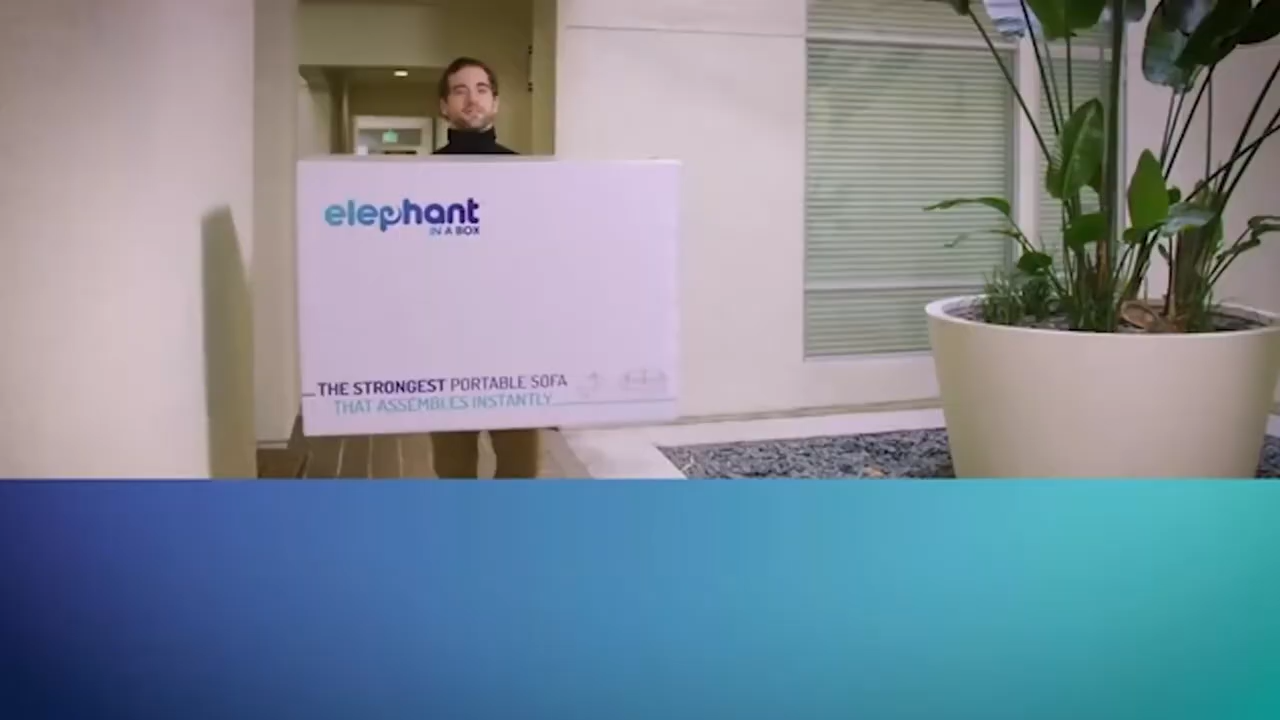 elephant
IN A BOX
THE STRONGEST PORTABLE SOFA
THAT ASSEMBLES INSTANTLY